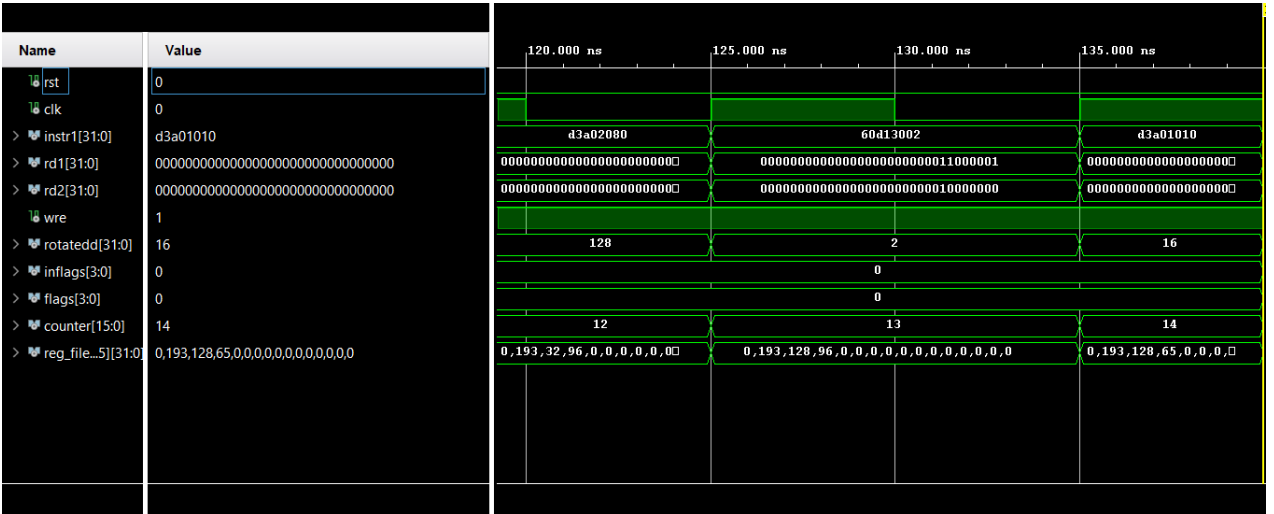 Name Value
120.000 ns 125.000 ns 130.000 ns 135.000 ns
rst 0
clk 0
instr1[31:0] d3a01010 d3a02080 60d13002 d3a01010
rd1[31:0] 00000000000000000000000000000000 00000000000000000000000 00000000000000000000000011000001 0000000000000000000
rd2[31:0] 00000000000000000000000000000000 00000000000000000000000 00000000000000000000000010000000 0000000000000000000
wre 1
rotatedd[31:0] 16 128 2 16
inflags[3:0] 0 0
flags[3:0] 0 0
counter[15:0] 14 12 13 14
reg_file...5][31:0] 0,193,128,65,0,0,0,0,0,0,0,0,0,0,0,0 0,193,32,96,0,0,0,0,0,0 0,193,128,96,0,0,0,0,0,0,0,0,0,0,0,0 0,193,128,65,0,0,0,